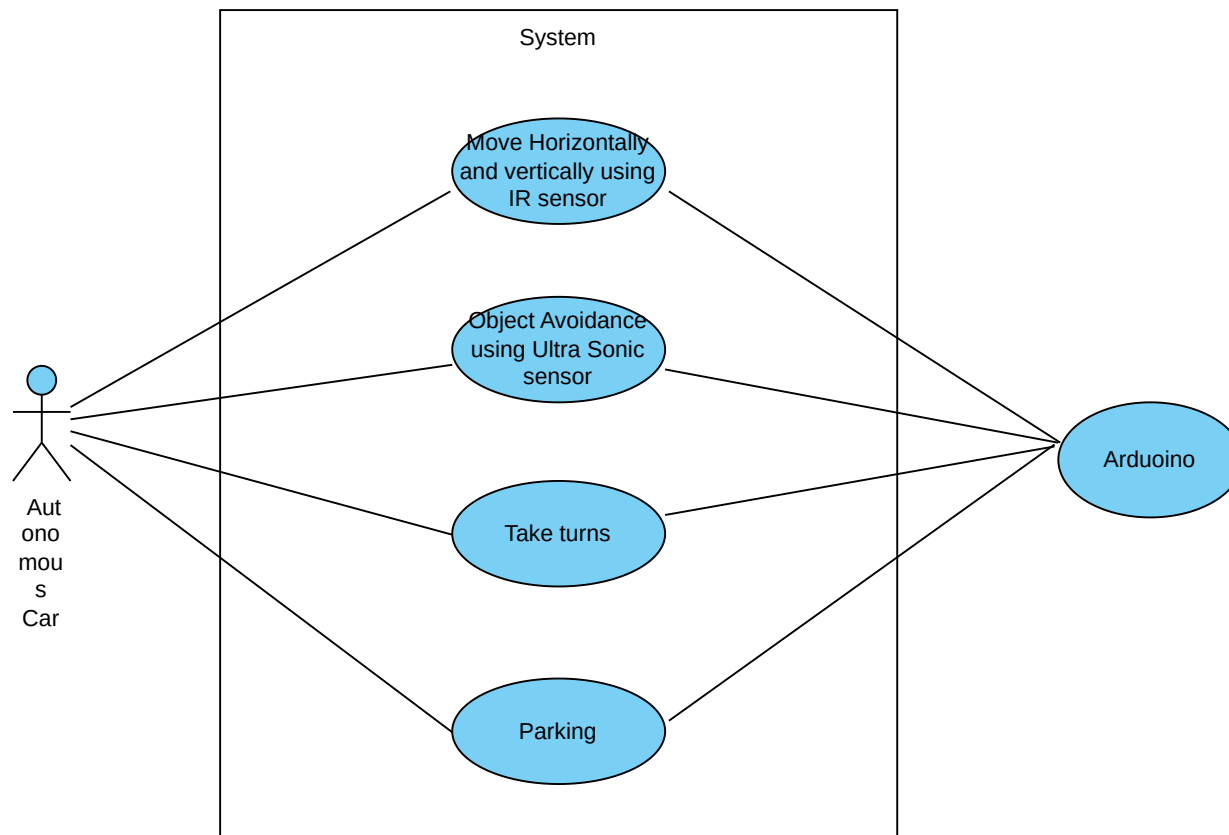 System
Move Horizontally
and vertically using
IR sensor
Object Avoidance
using Ultra Sonic
sensor
Take turns
Parking
Aut
ono
mou
s
Car
Arduoino